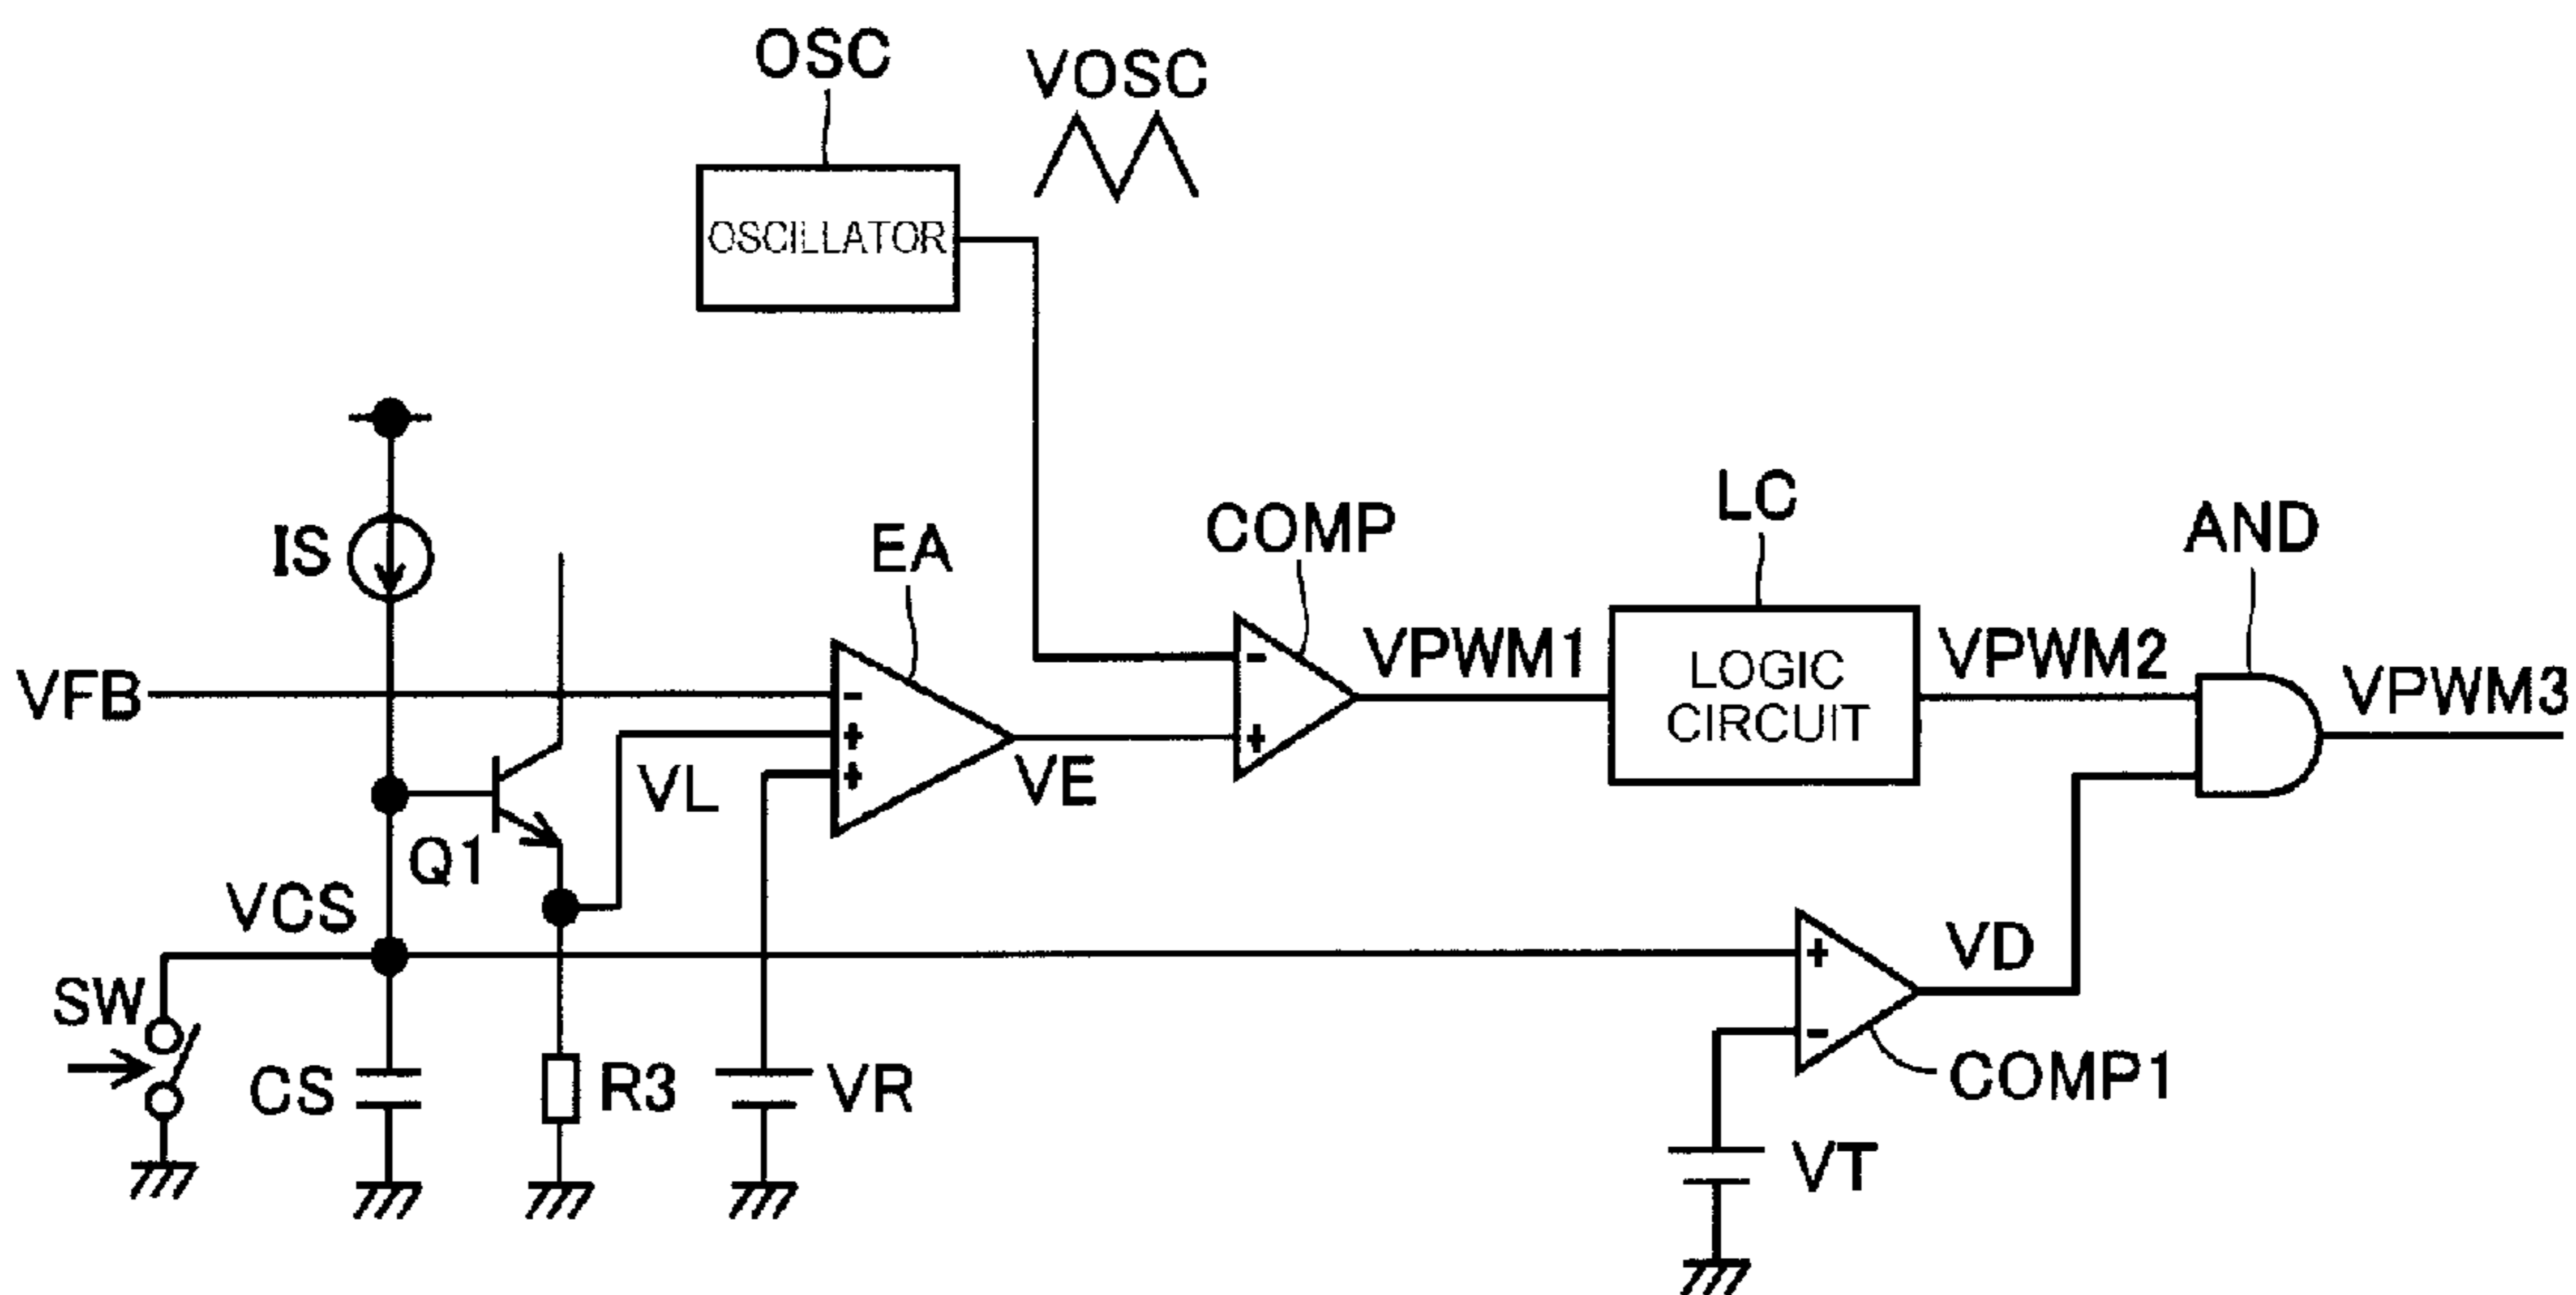 OSC
VOSC
OSCILLATOR
IS
EA
COMP
LC
AND
VFB
-
+
+
VL
VE
-
+
VPWM1
LOGIC
CIRCUIT
VPWM2
VPWM3
Q1
VCS
SW
CS
R3
VR
+
-
VD
COMP1
VT